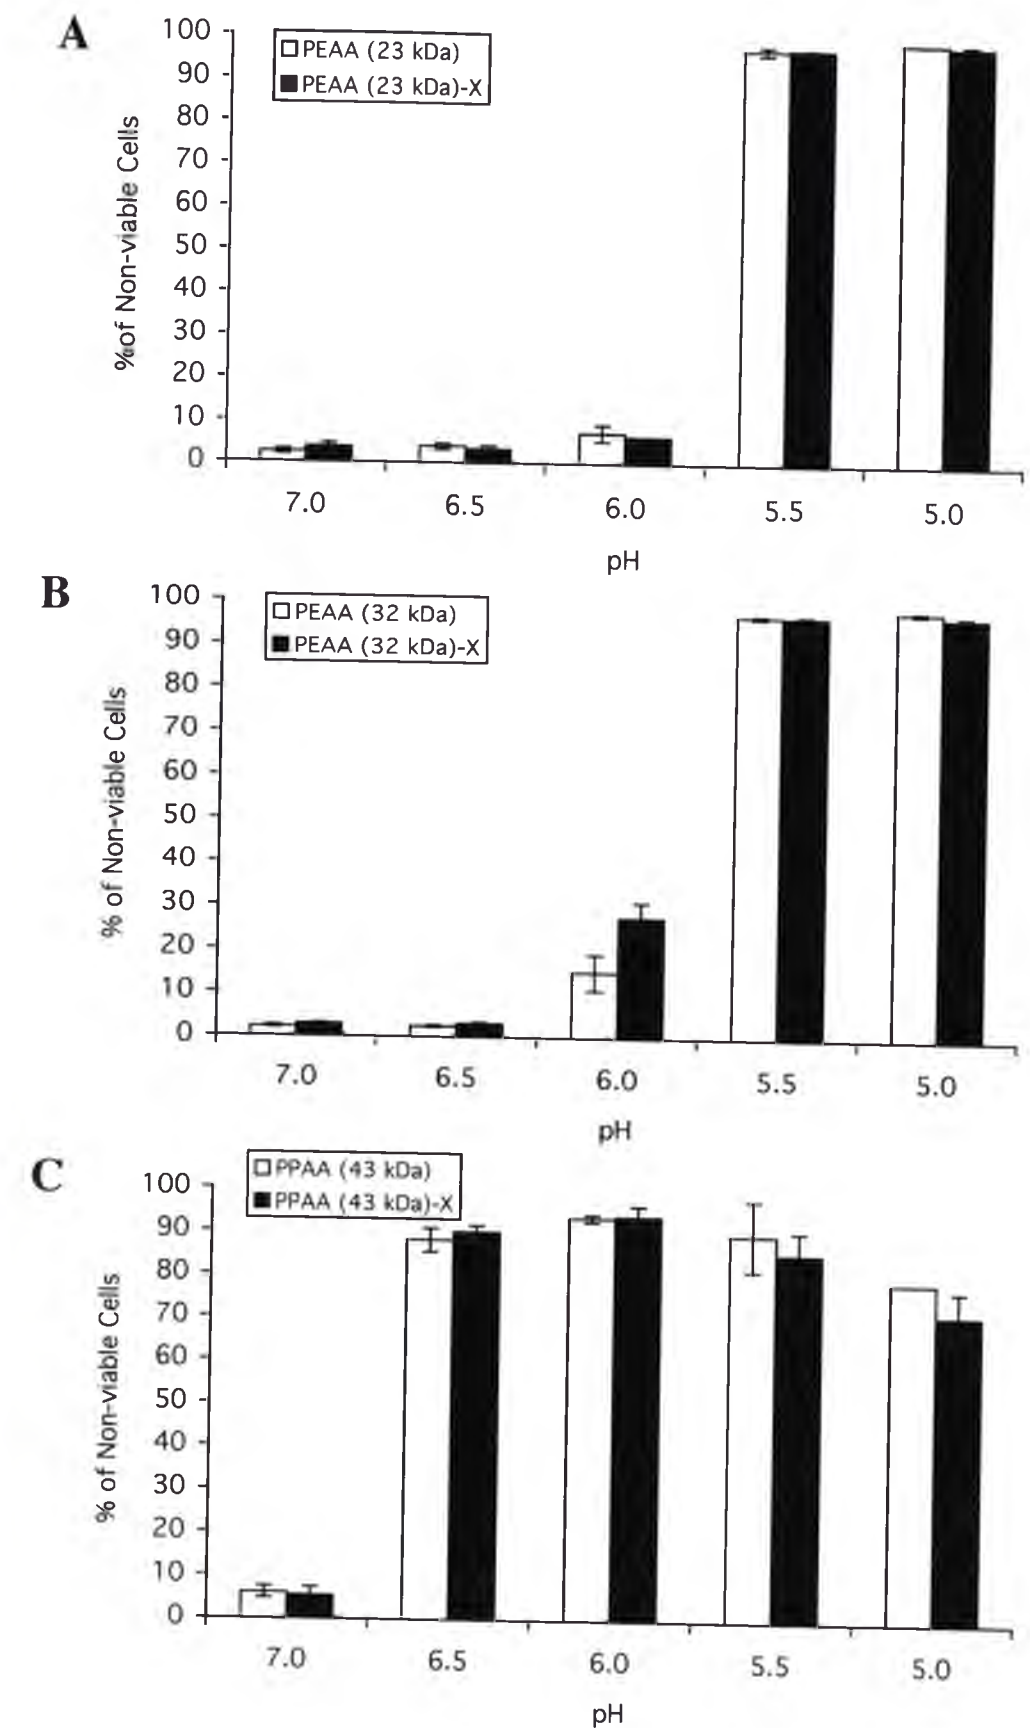 A
PEAA (23 kDa)
PEAA (23 kDa)-X
%of Non-viable Cells
100
90
80
70
60
50
40
30
20
10
0
7.0 6.5 6.0 5.5 5.0
pH
B
PEAA (32 kDa)
PEAA (32 kDa)-X
% of Non-viable Cells
100
90
80
70
60
50
40
30
20
10
0
7.0 6.5 6.0 5.5 5.0
pH
C
PPAA (43 kDa)
PPAA (43 kDa)-X
% of Non-viable Cells
100
90
80
70
60
50
40
30
20
10
0
7.0 6.5 6.0 5.5 5.0
pH